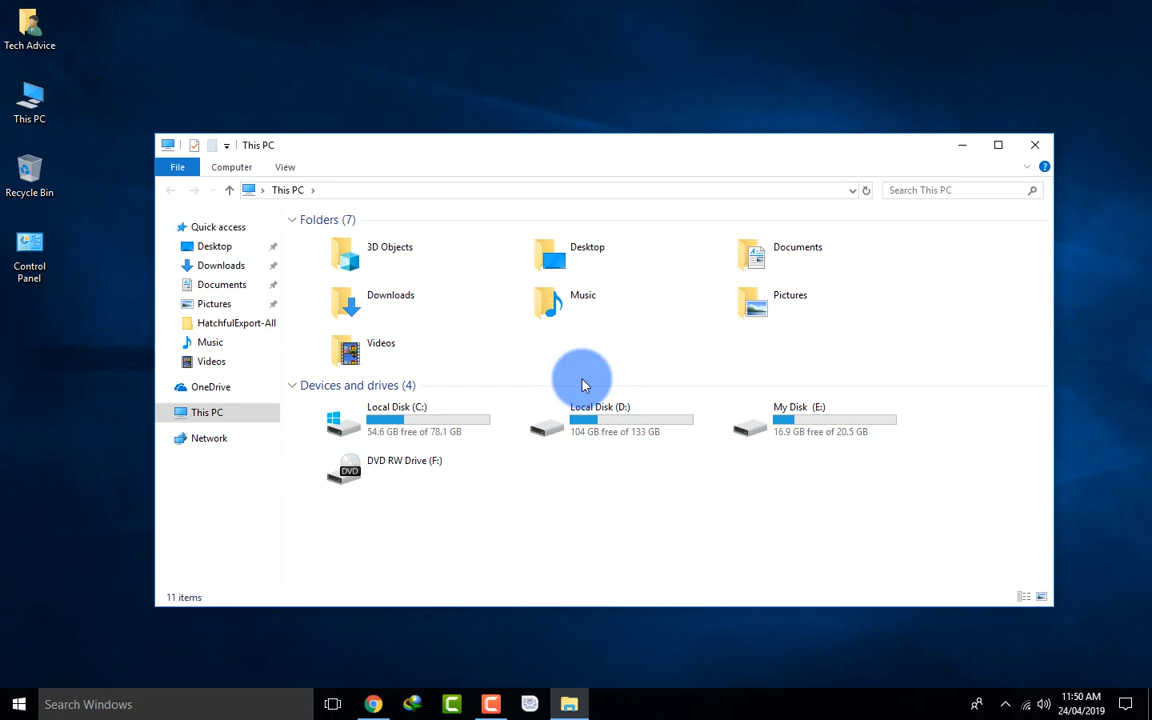 Tech Advice
This PC
Recycle Bin
Control
Panel
This PC
File
Computer
View
This PC
Search This PC
Quick access
Desktop
Downloads
Documents
Pictures
HatchfulExport-All
Music
Videos
OneDrive
This PC
Network
Folders (7)
3D Objects
Desktop
Documents
Downloads
Music
Pictures
Videos
Devices and drives (4)
Local Disk (C:)
54.6 GB free of 78.1 GB
Local Disk (D:)
104 GB free of 133 GB
My Disk (E:)
16.9 GB free of 20.5 GB
DVD
DVD RW Drive (F:)
11 items
Search Windows
11:50 AM
24/04/2019